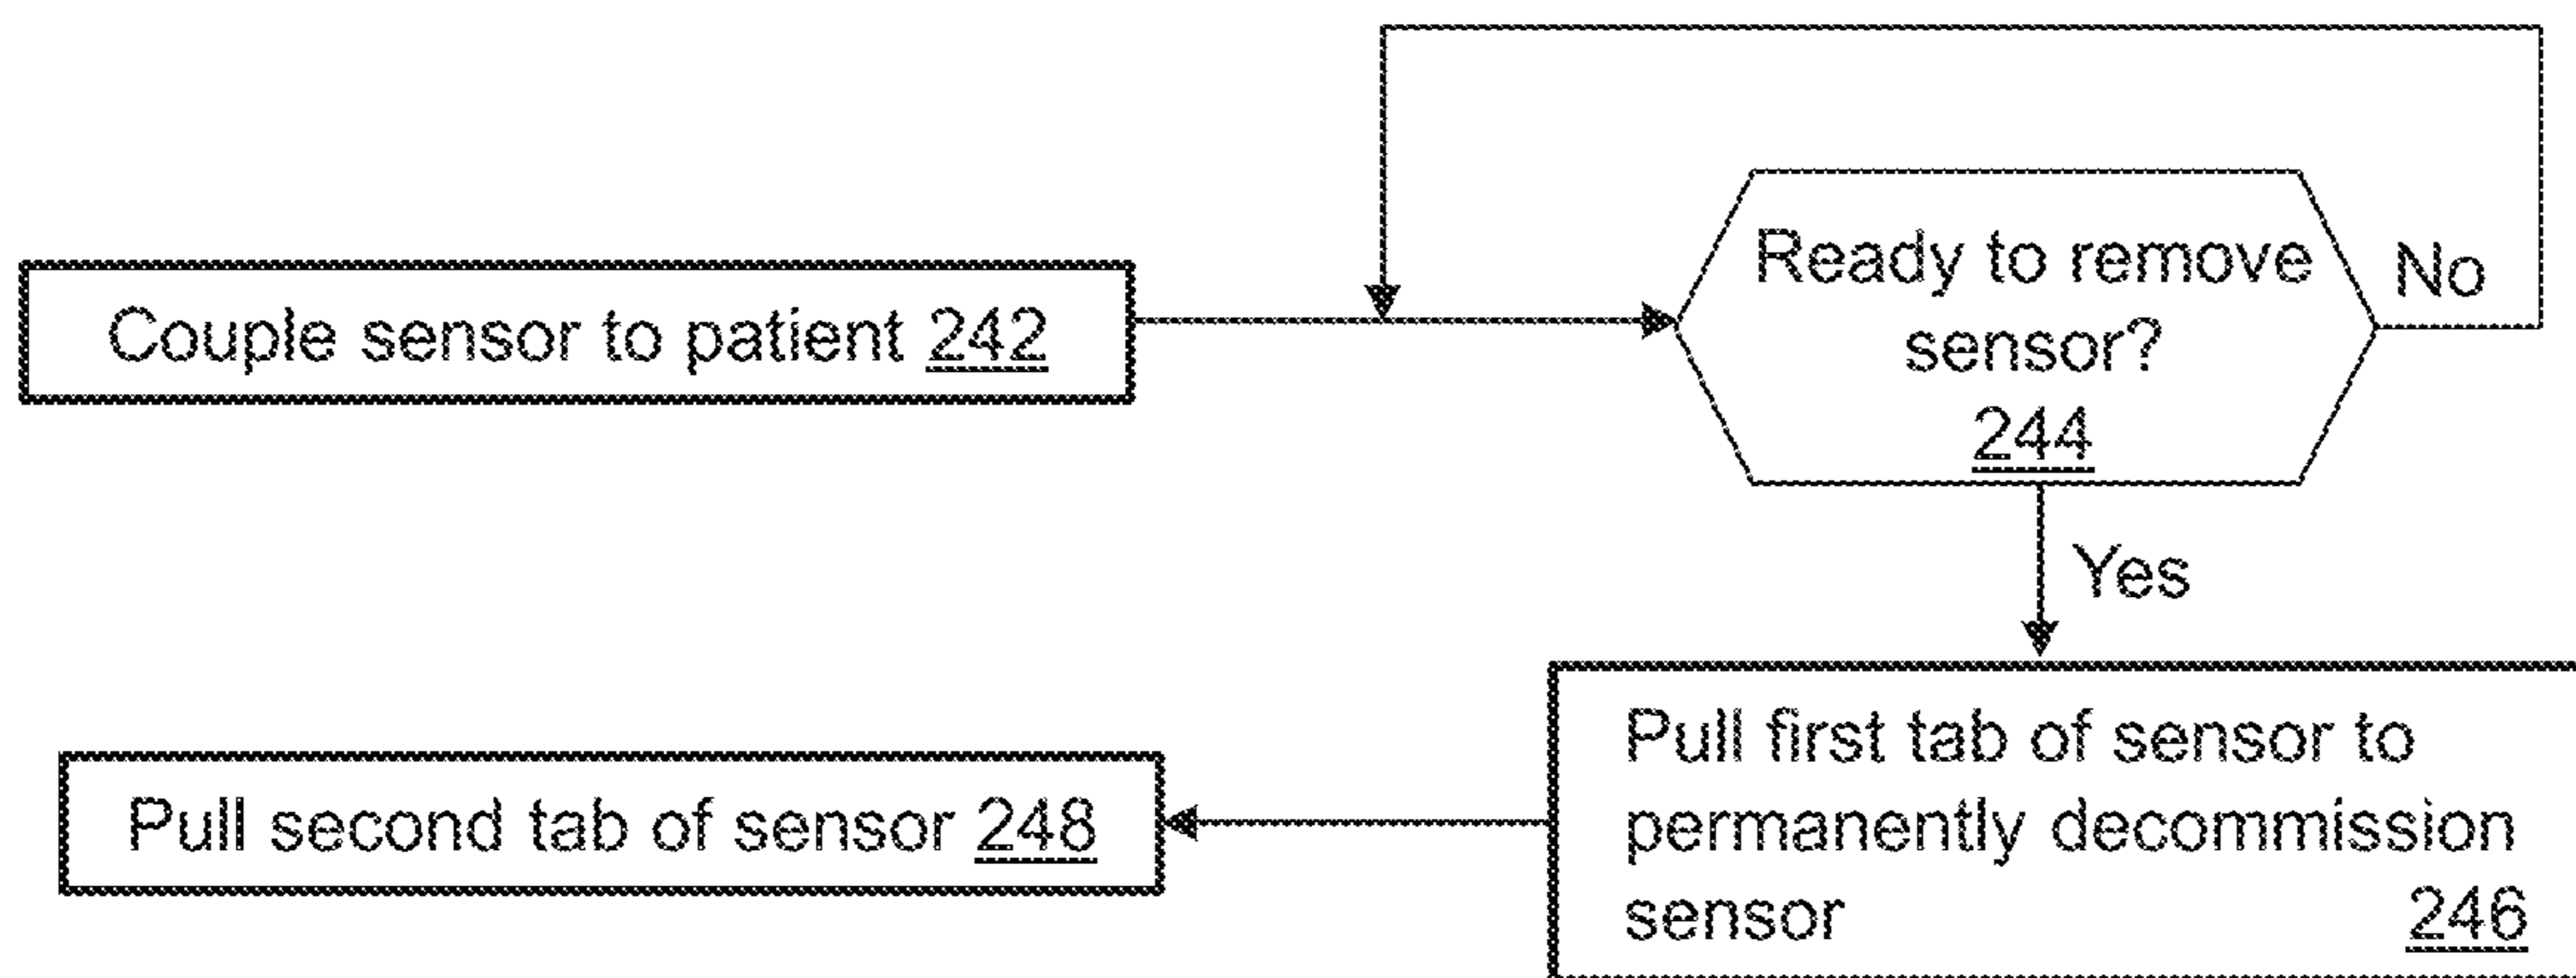 Couple sensor to patient 242
Ready to remove
sensor?
244
No
Yes
Pull first tab of sensor to
permanently decommission
sensor 246
Pull second tab of sensor 248